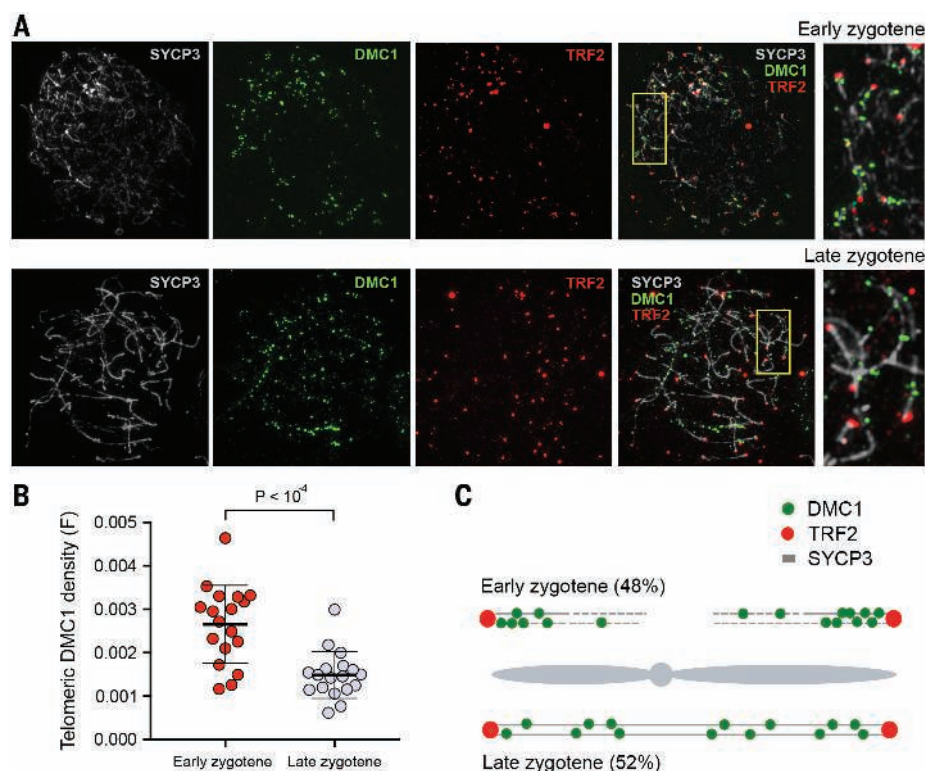 A
Early zygotene
SYCP3
DMC1
TRF2
SYCP3
DMC1
TRF2
Late zygotene
SYCP3
DMC1
TRF2
SYCP3
DMC1
TRF2
B
P < 10⁻⁴
Telomeric DMC1 density (F)
0.005
0.004
0.003
0.002
0.001
0.000
Early zygotene
Late zygotene
C
DMC1
TRF2
SYCP3
Early zygotene (48%)
Late zygotene (52%)